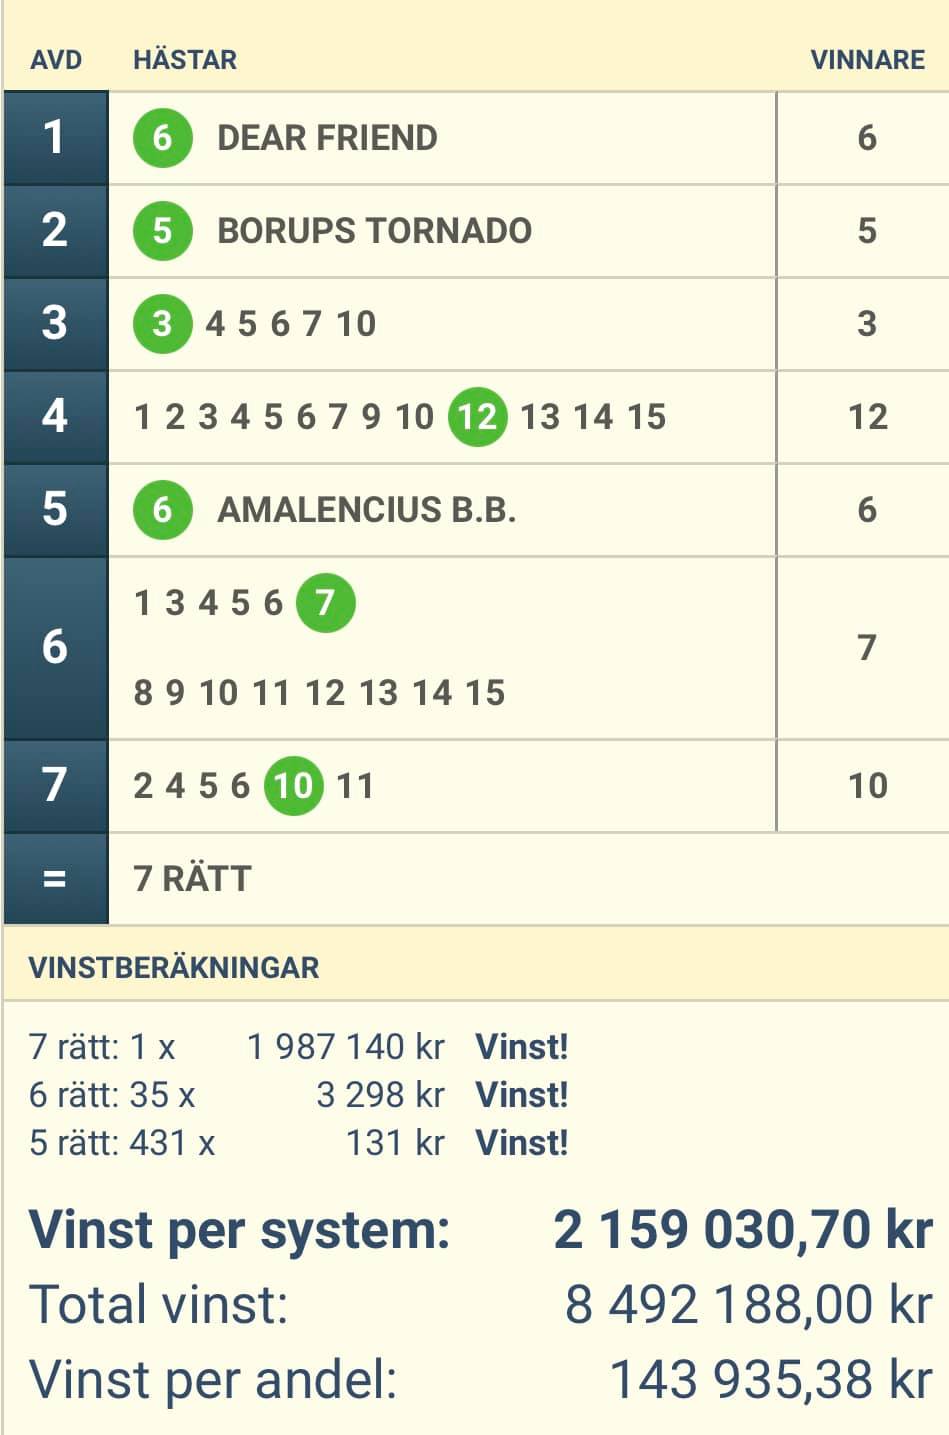 AVD HÄSTAR VINNARE
1 6 DEAR FRIEND 6
2 5 BORUPS TORNADO 5
3 3 4 5 6 7 10 3
4 1 2 3 4 5 6 7 9 10 12 13 14 15 12
5 6 AMALENCIUS B.B. 6
1 3 4 5 6 7
6 7
8 9 10 11 12 13 14 15
7 2 4 5 6 10 11 10
= 7 RÄTT
VINSTBERÄKNINGAR
7 rätt: 1 x 1 987 140 kr Vinst!
6 rätt: 35 x 3 298 kr Vinst!
5 rätt: 431 x 131 kr Vinst!
Vinst per system: 2 159 030,70 kr
Total vinst: 8 492 188,00 kr
Vinst per andel: 143 935,38 kr